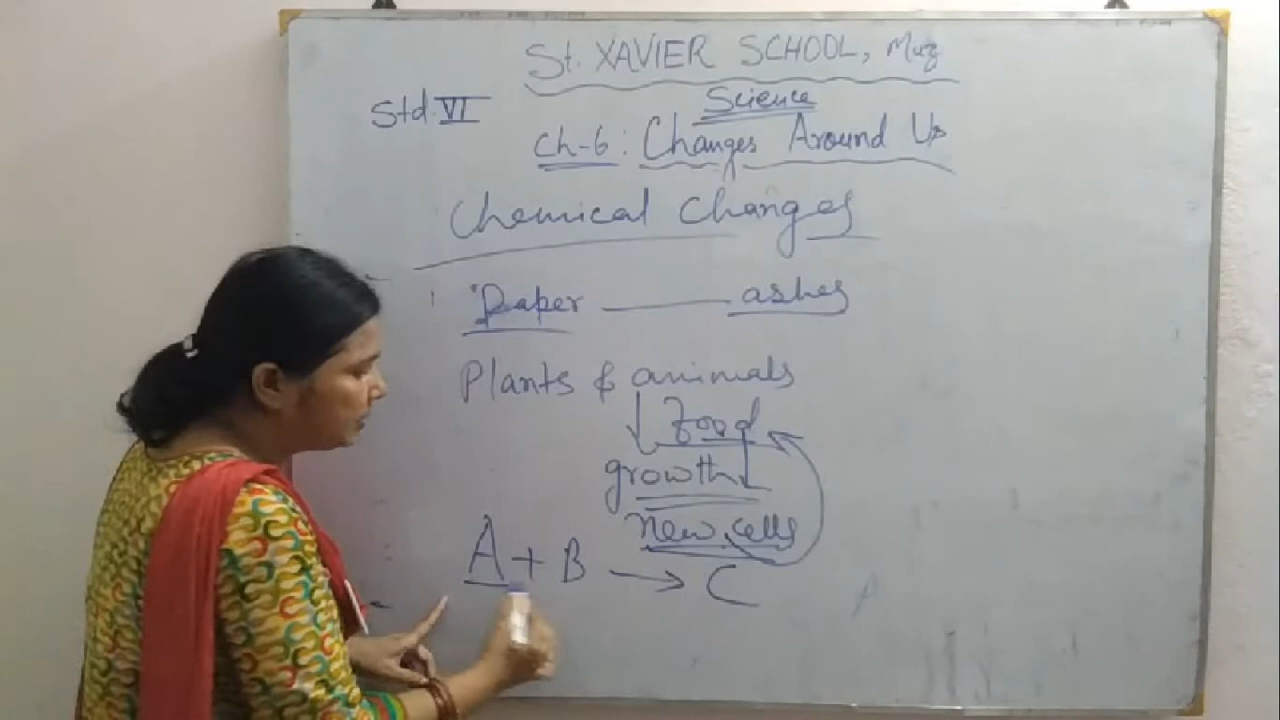 St. XAVIER SCHOOL, Muz
Std. VI
Science
Ch-6: Changes Around Us
Chemical Changes
Paper ——— ashes
Plants & animals
↓ Food
growth
new cells
A + B → C